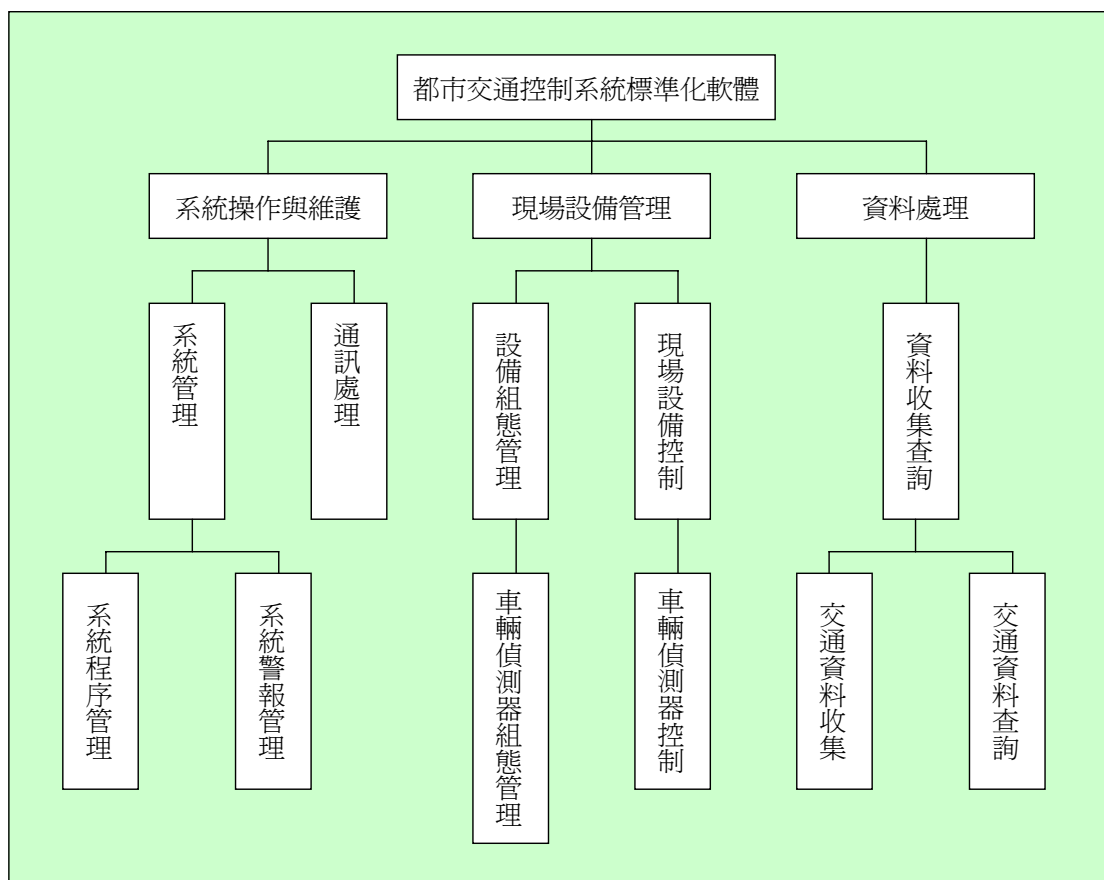 都市交通控制系統標準化軟體
系統操作與維護
現場設備管理
資料處理
系統管理
通訊處理
設備組態管理
現場設備控制
資料收集查詢
系統程序管理
系統警報管理
車輛偵測器組態管理
車輛偵測器控制
交通資料收集
交通資料查詢